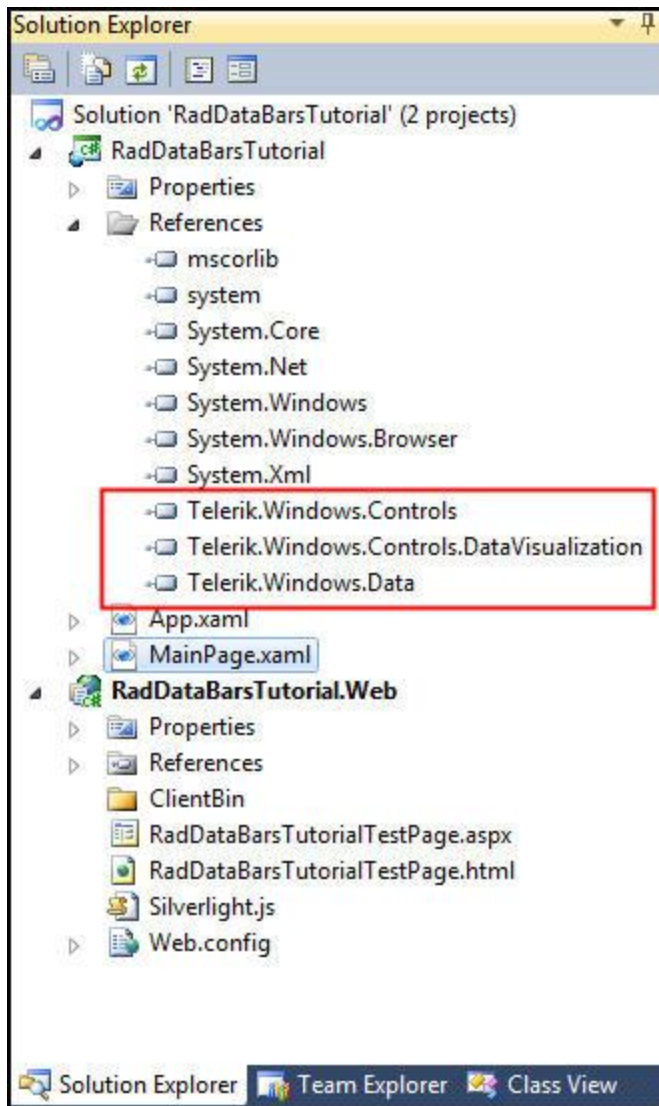 Solution Explorer
Solution 'RadDataBarsTutorial' (2 projects)
RadDataBarsTutorial
Properties
References
mscorlib
system
System.Core
System.Net
System.Windows
System.Windows.Browser
System.Xml
Telerik.Windows.Controls
Telerik.Windows.Controls.DataVisualization
Telerik.Windows.Data
App.xaml
MainPage.xaml
RadDataBarsTutorial.Web
Properties
References
ClientBin
RadDataBarsTutorialTestPage.aspx
RadDataBarsTutorialTestPage.html
Silverlight.js
Web.config
Solution Explorer Team Explorer Class View